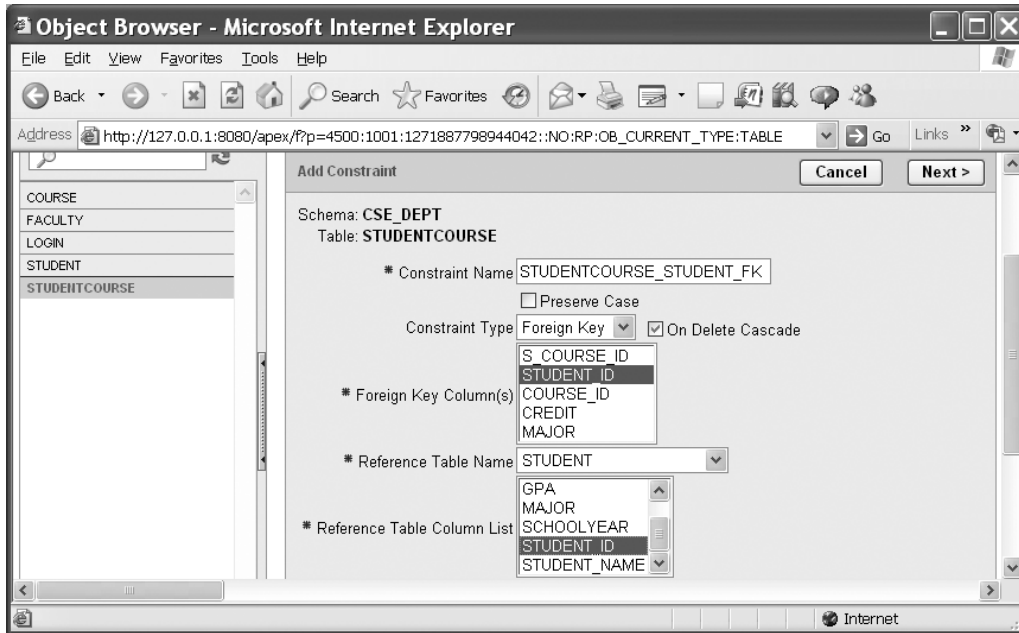 Object Browser - Microsoft Internet Explorer
File Edit View Favorites Tools Help
Back Search Favorites
Address http://127.0.0.1:8080/apex/f?p=4500:1001:1271887798944042::NO:RP:OB_CURRENT_TYPE:TABLE Go Links »
Add Constraint Cancel Next >
COURSE
FACULTY
LOGIN
STUDENT
STUDENTCOURSE
Schema: CSE_DEPT
Table: STUDENTCOURSE
* Constraint Name STUDENTCOURSE_STUDENT_FK
Preserve Case
Constraint Type Foreign Key On Delete Cascade
* Foreign Key Column(s)
S_COURSE_ID
STUDENT_ID
COURSE_ID
CREDIT
MAJOR
* Reference Table Name STUDENT
* Reference Table Column List
GPA
MAJOR
SCHOOLYEAR
STUDENT_ID
STUDENT_NAME
Internet